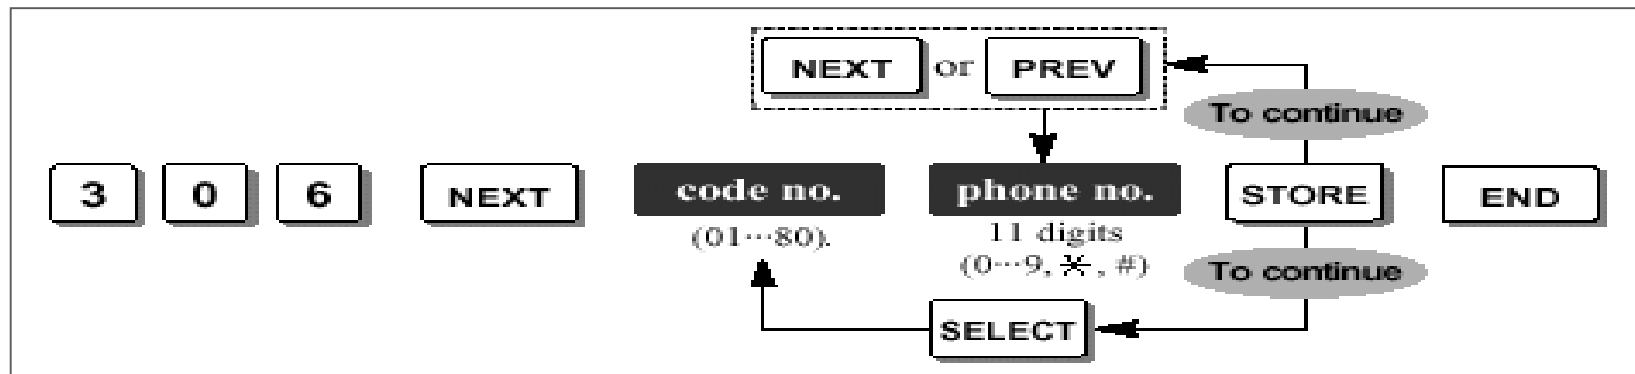 NEXT or PREV
To continue
3 0 6 NEXT code no. phone no. STORE END
(01···80). 11 digits
(0···9, ✳, #)
To continue
SELECT